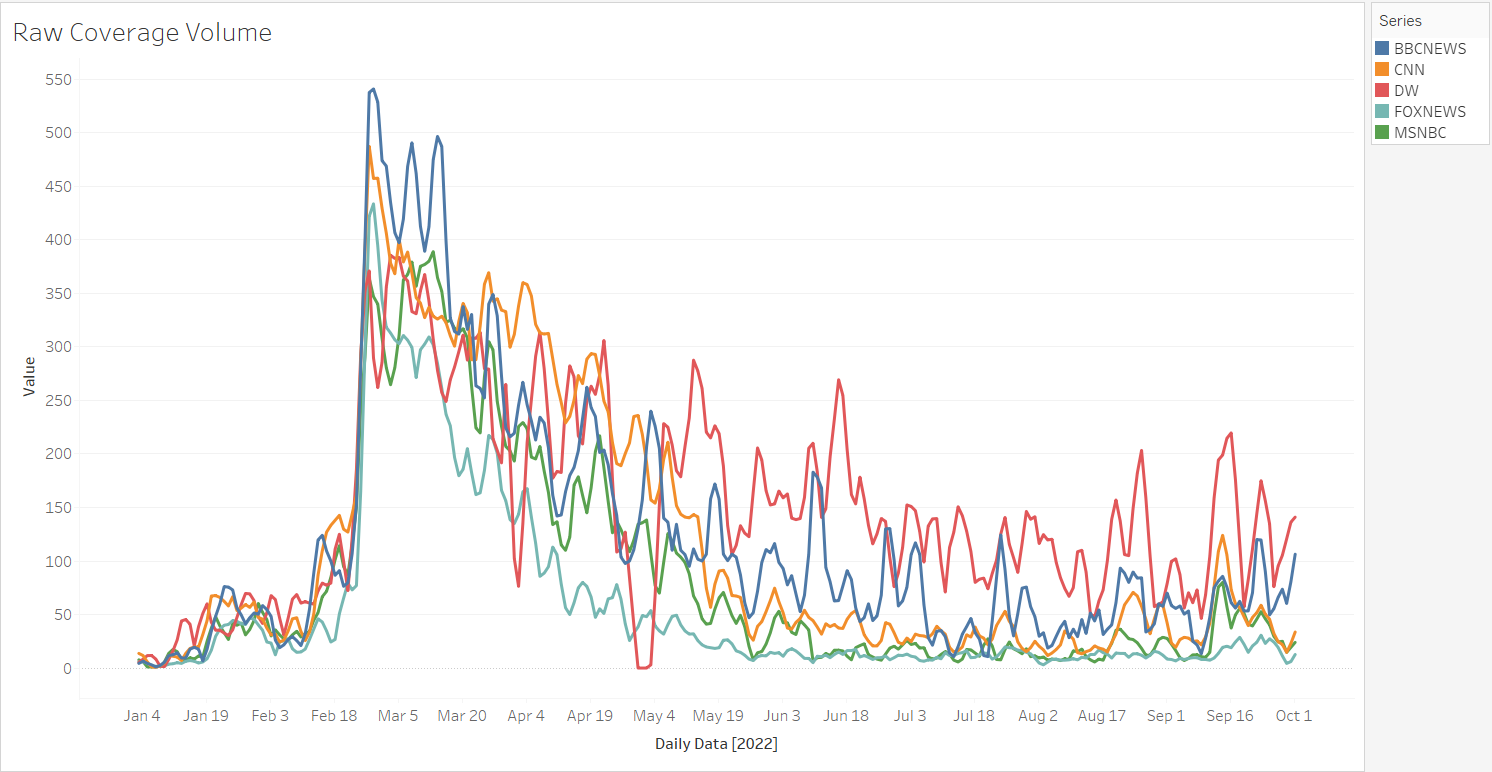 Raw Coverage Volume
Series
BBCNEWS
CNN
DW
FOXNEWS
MSNBC
550
500
450
400
350
300
250
200
150
100
50
0
Value
Jan 4 Jan 19 Feb 3 Feb 18 Mar 5 Mar 20 Apr 4 Apr 19 May 4 May 19 Jun 3 Jun 18 Jul 3 Jul 18 Aug 2 Aug 17 Sep 1 Sep 16 Oct 1
Daily Data [2022]